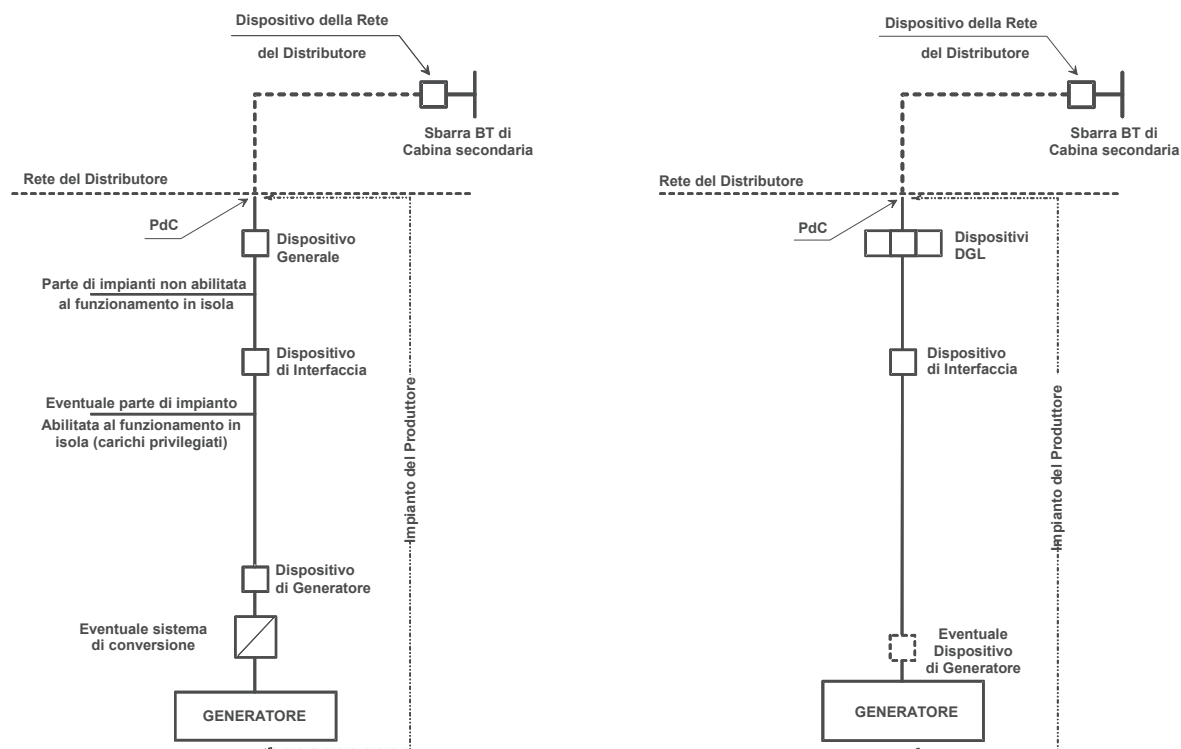 Dispositivo della Rete
del Distributore
Sbarra BT di
Cabina secondaria
Rete del Distributore
PdC
Dispositivo
Generale
Parte di impianti non abilitata
al funzionamento in isola
Dispositivo
di Interfaccia
Eventuale parte di impianto
Abilitata al funzionamento in
isola (carichi privilegiati)
Impianto del Produttore
Dispositivo
di Generatore
Eventuale sistema
di conversione
GENERATORE
Dispositivo della Rete
del Distributore
Sbarra BT di
Cabina secondaria
Rete del Distributore
PdC
Dispositivi
DGL
Dispositivo
di Interfaccia
Impianto del Produttore
Eventuale
Dispositivo
di Generatore
GENERATORE